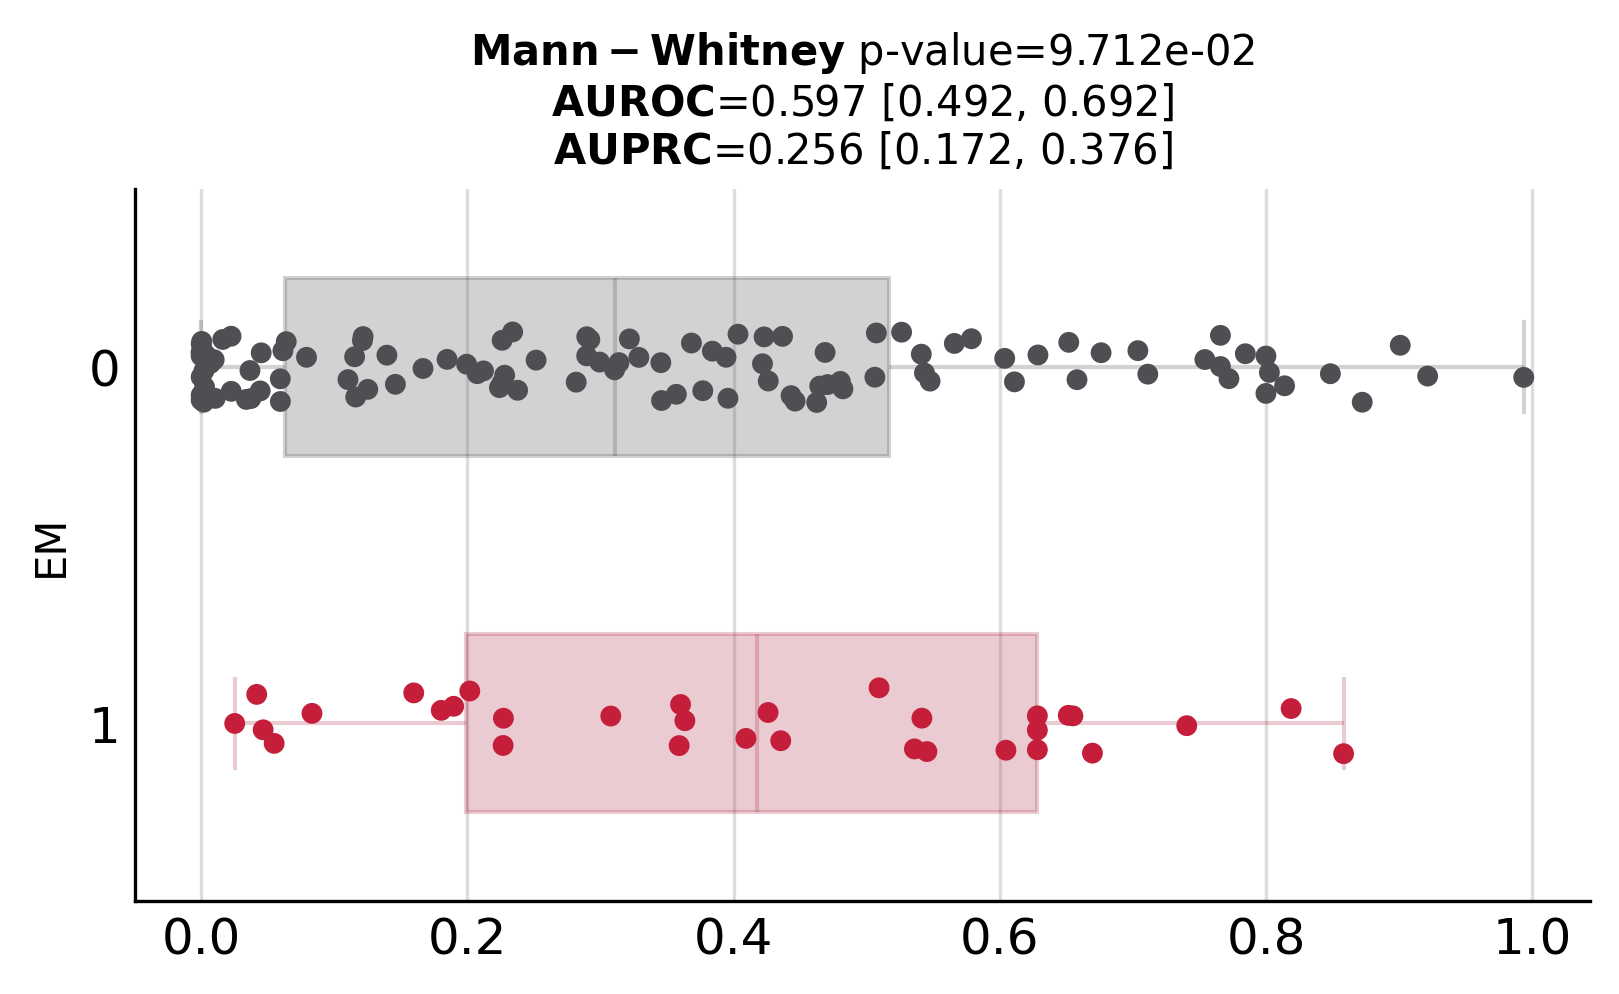 Mann – Whitney p-value=9.712e-02
AUROC=0.597 [0.492, 0.692]
AUPRC=0.256 [0.172, 0.376]
0
EM
1
0.0 0.2 0.4 0.6 0.8 1.0